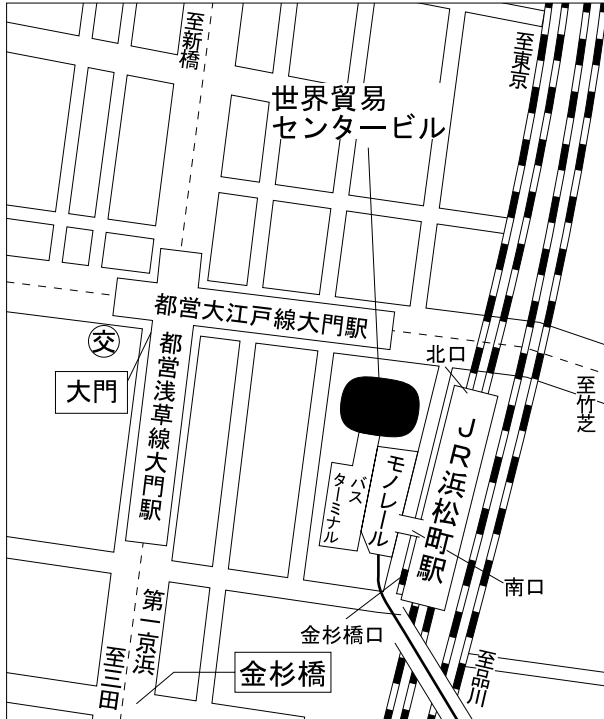 至新橋
至東京
世界貿易
センタービル
都営大江戸線大門駅
交
大門
都営浅草線大門駅
北口
至竹芝
JR浜松町駅
モノレール
バス
ターミナル
南口
金杉橋口
第一京浜
至三田
金杉橋
至品川